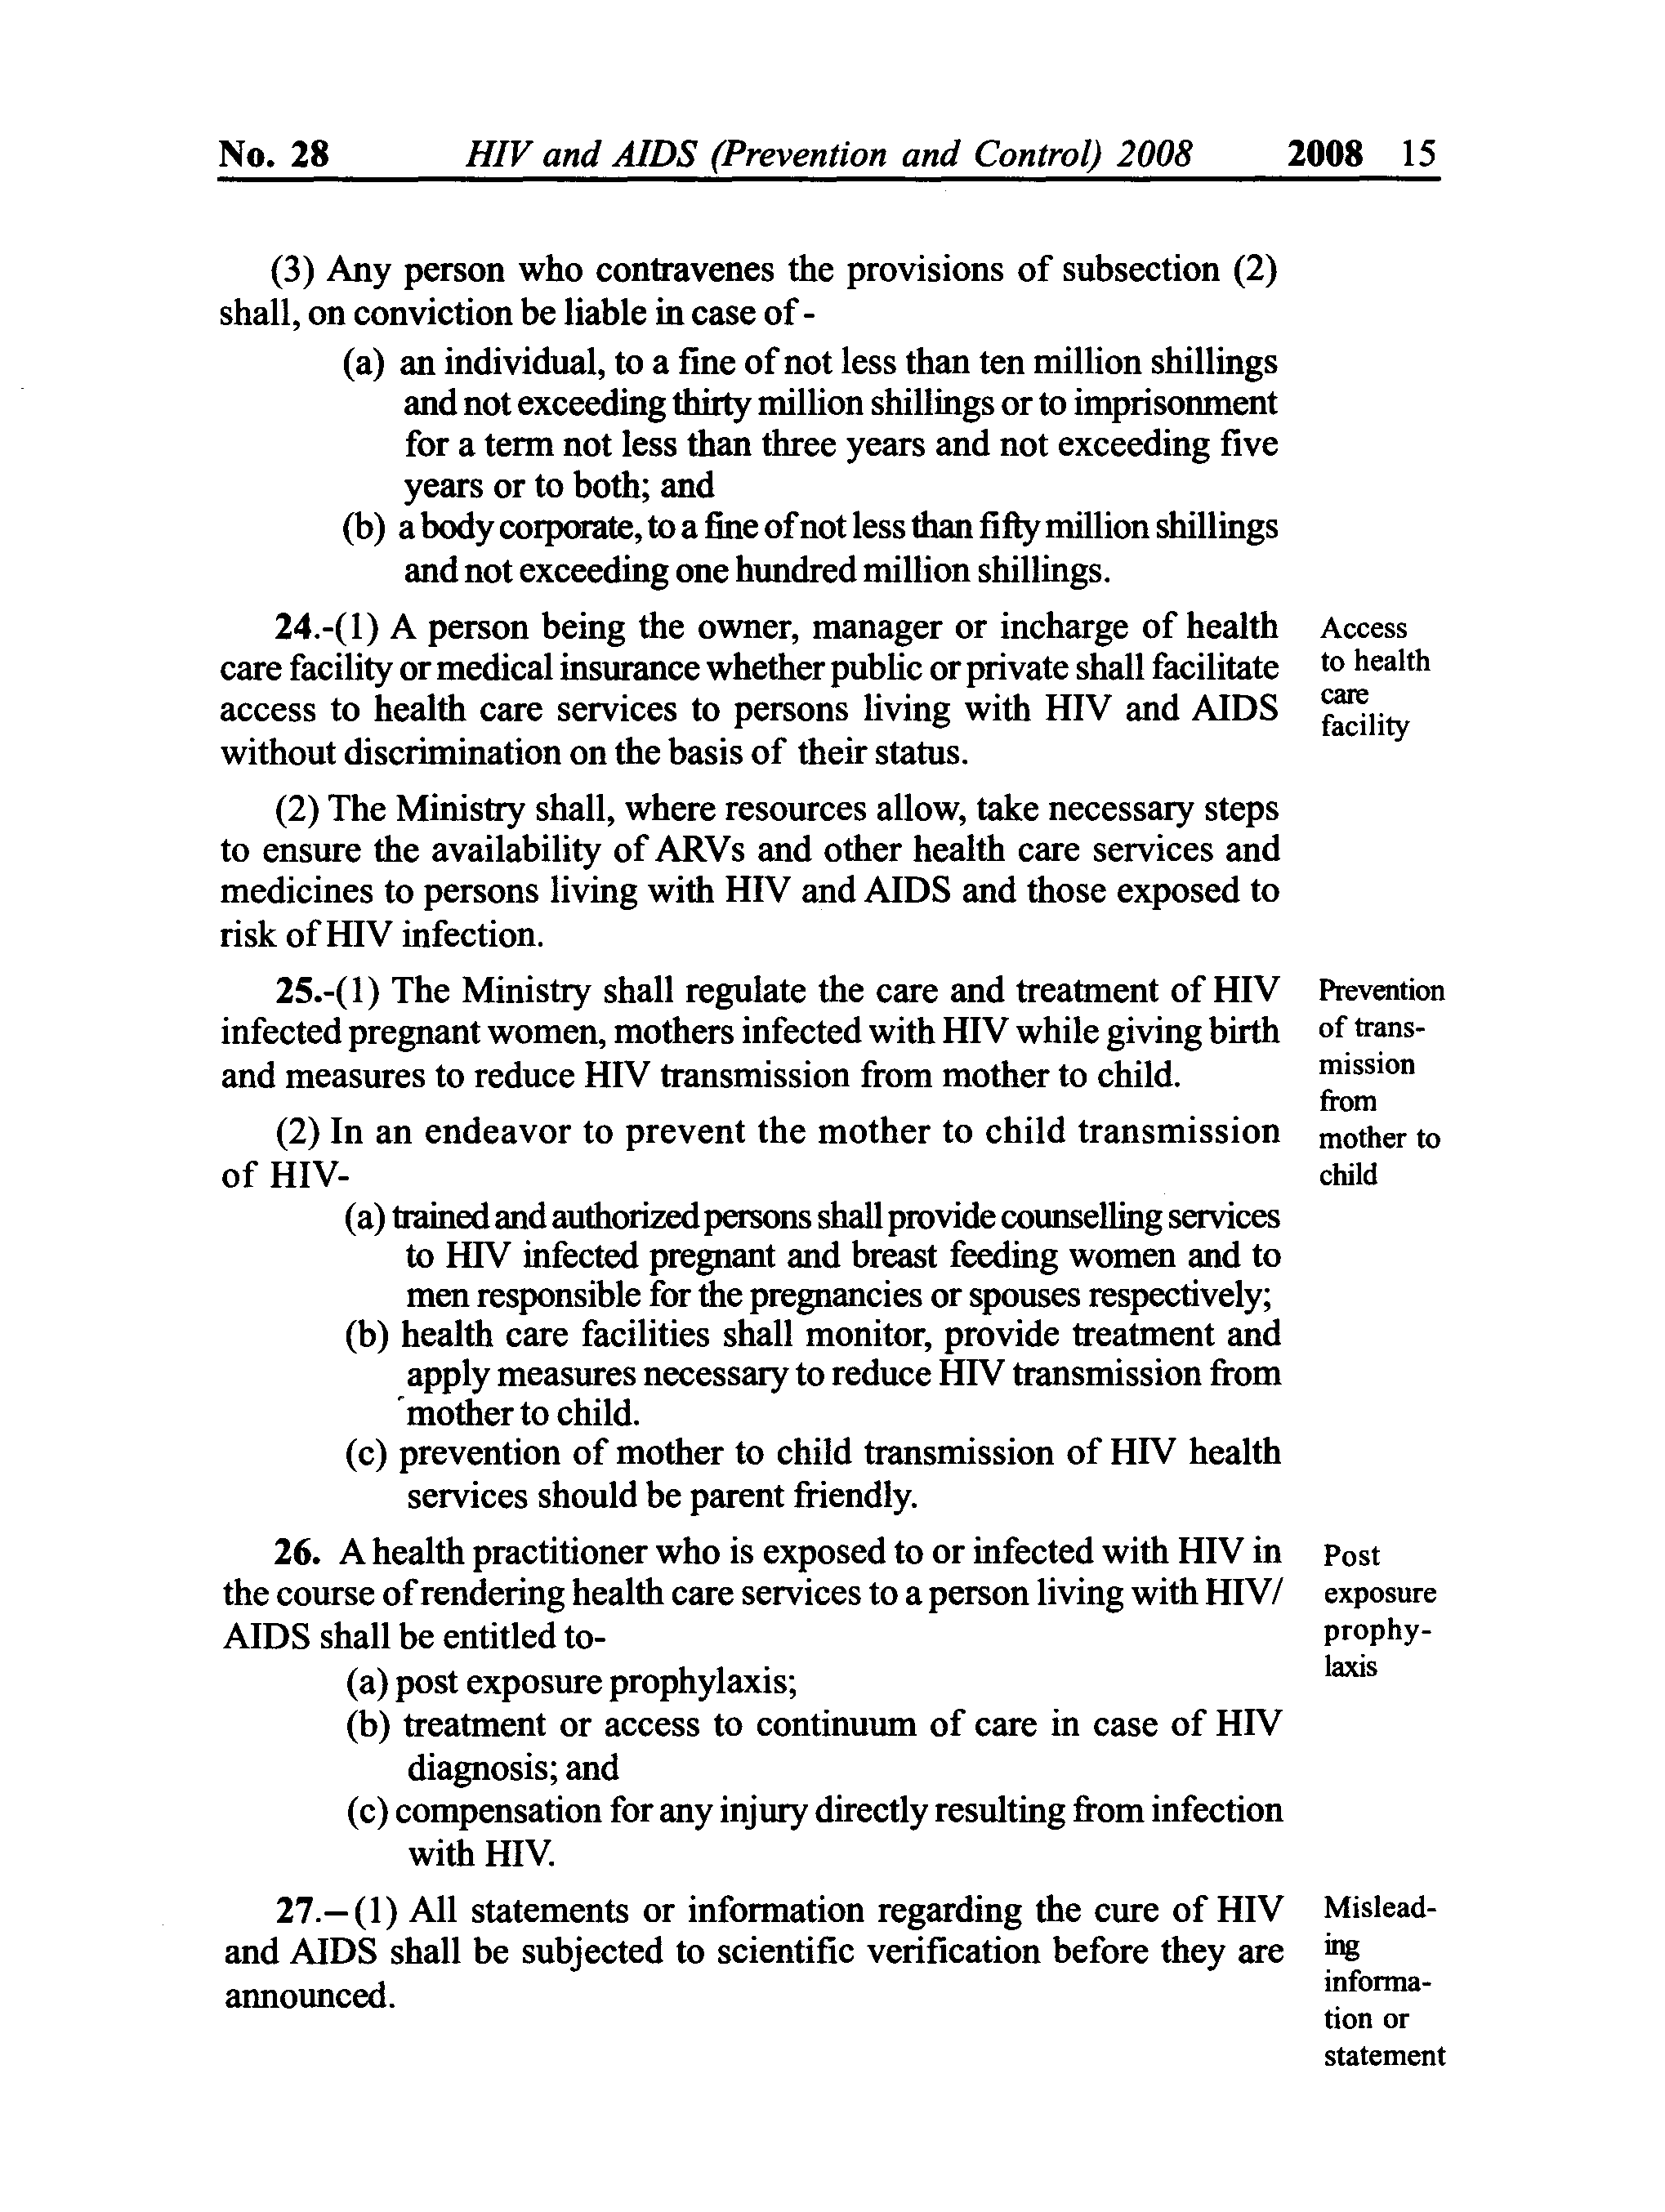 No. 28 HIV and AIDS (Prevention and Control) 2008 2008 15
(3) Any person who contravenes the provisions of subsection (2)
shall, on conviction be liable in case of -
(a) an individual, to a fine of not less than ten million shillings
and not exceeding thirty million shillings or to imprisonment
for a term not less than three years and not exceeding five
years or to both; and
(b) a body corporate, to a fine of not less than fifty million shillings
and not exceeding one hundred million shillings.
24.-(1) A person being the owner, manager or incharge of health
care facility or medical insurance whether public or private shall facilitate
access to health care services to persons living with HIV and AIDS
without discrimination on the basis of their status.
Access
to health
care
facility
(2) The Ministry shall, where resources allow, take necessary steps
to ensure the availability of ARVs and other health care services and
medicines to persons living with HIV and AIDS and those exposed to
risk of HIV infection.
25.-(1) The Ministry shall regulate the care and treatment of HIV
infected pregnant women, mothers infected with HIV while giving birth
and measures to reduce HIV transmission from mother to child.
Prevention
of trans-
mission
from
mother to
child
(2) In an endeavor to prevent the mother to child transmission
of HIV-
(a) trained and authorized persons shall provide counselling services
to HIV infected pregnant and breast feeding women and to
men responsible for the pregnancies or spouses respectively;
(b) health care facilities shall monitor, provide treatment and
apply measures necessary to reduce HIV transmission from
mother to child.
(c) prevention of mother to child transmission of HIV health
services should be parent friendly.
26. A health practitioner who is exposed to or infected with HIV in
the course of rendering health care services to a person living with HIV/
AIDS shall be entitled to-
Post
exposure
prophy-
laxis
(a) post exposure prophylaxis;
(b) treatment or access to continuum of care in case of HIV
diagnosis; and
(c) compensation for any injury directly resulting from infection
with HIV.
27.–(1) All statements or information regarding the cure of HIV
and AIDS shall be subjected to scientific verification before they are
announced.
Mislead-
ing
informa-
tion or
statement